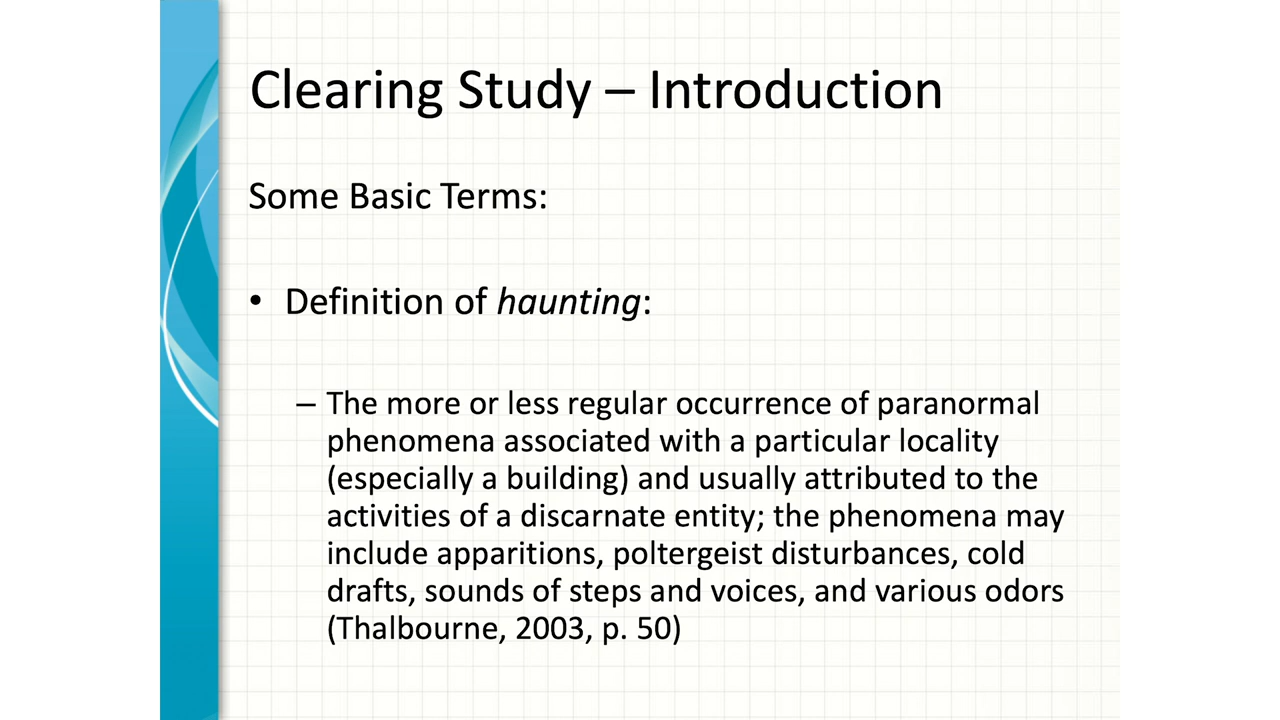 Clearing Study – Introduction
Some Basic Terms:
• Definition of haunting:
– The more or less regular occurrence of paranormal
phenomena associated with a particular locality
(especially a building) and usually attributed to the
activities of a discarnate entity; the phenomena may
include apparitions, poltergeist disturbances, cold
drafts, sounds of steps and voices, and various odors
(Thalbourne, 2003, p. 50)